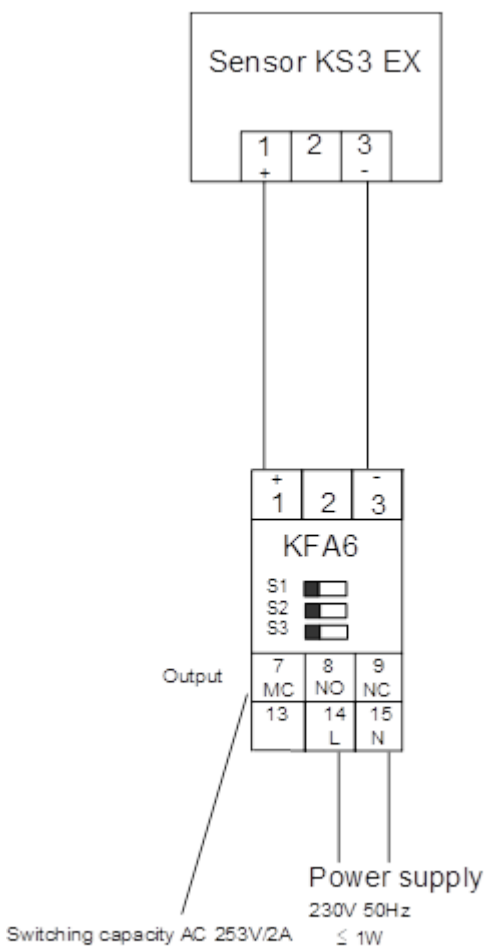 Sensor KS3 EX
1 2 3
+ -
+ -
1 2 3
KFA6
S1
S2
S3
Output
7 8 9
MC NO NC
13 14 15
L N
Power supply
230V 50Hz
Switching capacity AC 253V/2A
≤ 1W